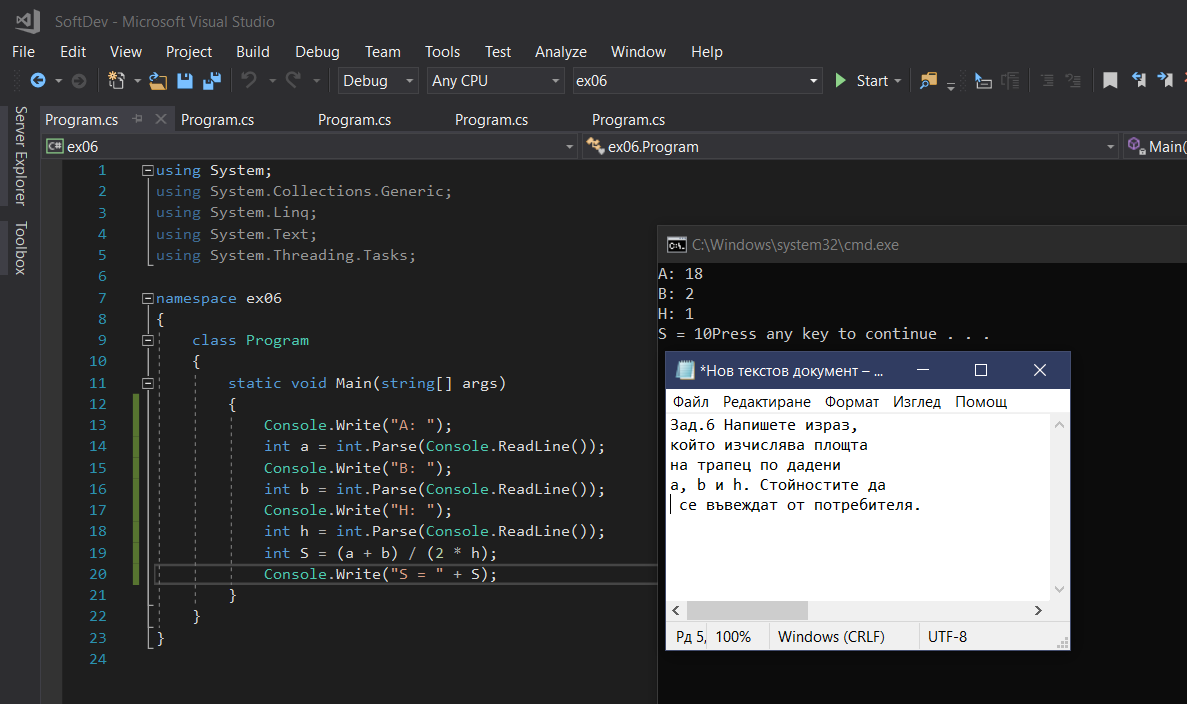 SoftDev - Microsoft Visual Studio
File Edit View Project Build Debug Team Tools Test Analyze Window Help
Debug Any CPU ex06 Start
Server Explorer
Toolbox
Program.cs Program.cs Program.cs Program.cs Program.cs
C# ex06 ex06.Program Main(
1 using System;
2 using System.Collections.Generic;
3 using System.Linq;
4 using System.Text;
5 using System.Threading.Tasks;
6
7 namespace ex06
8 {
9 class Program
10 {
11 static void Main(string[] args)
12 {
13 Console.Write("A: ");
14 int a = int.Parse(Console.ReadLine());
15 Console.Write("B: ");
16 int b = int.Parse(Console.ReadLine());
17 Console.Write("H: ");
18 int h = int.Parse(Console.ReadLine());
19 int S = (a + b) / (2 * h);
20 Console.Write("S = " + S);
21 }
22 }
23 }
24
C:\Windows\system32\cmd.exe
A: 18
B: 2
H: 1
S = 10Press any key to continue . . .
*Нов текстов документ – ...
Файл Редактиране Формат Изглед Помощ
Зад.6 Напишете израз,
който изчислява площта
на трапец по дадени
a, b и h. Стойностите да
се въвеждат от потребителя.
Рд 5, 100% Windows (CRLF) UTF-8